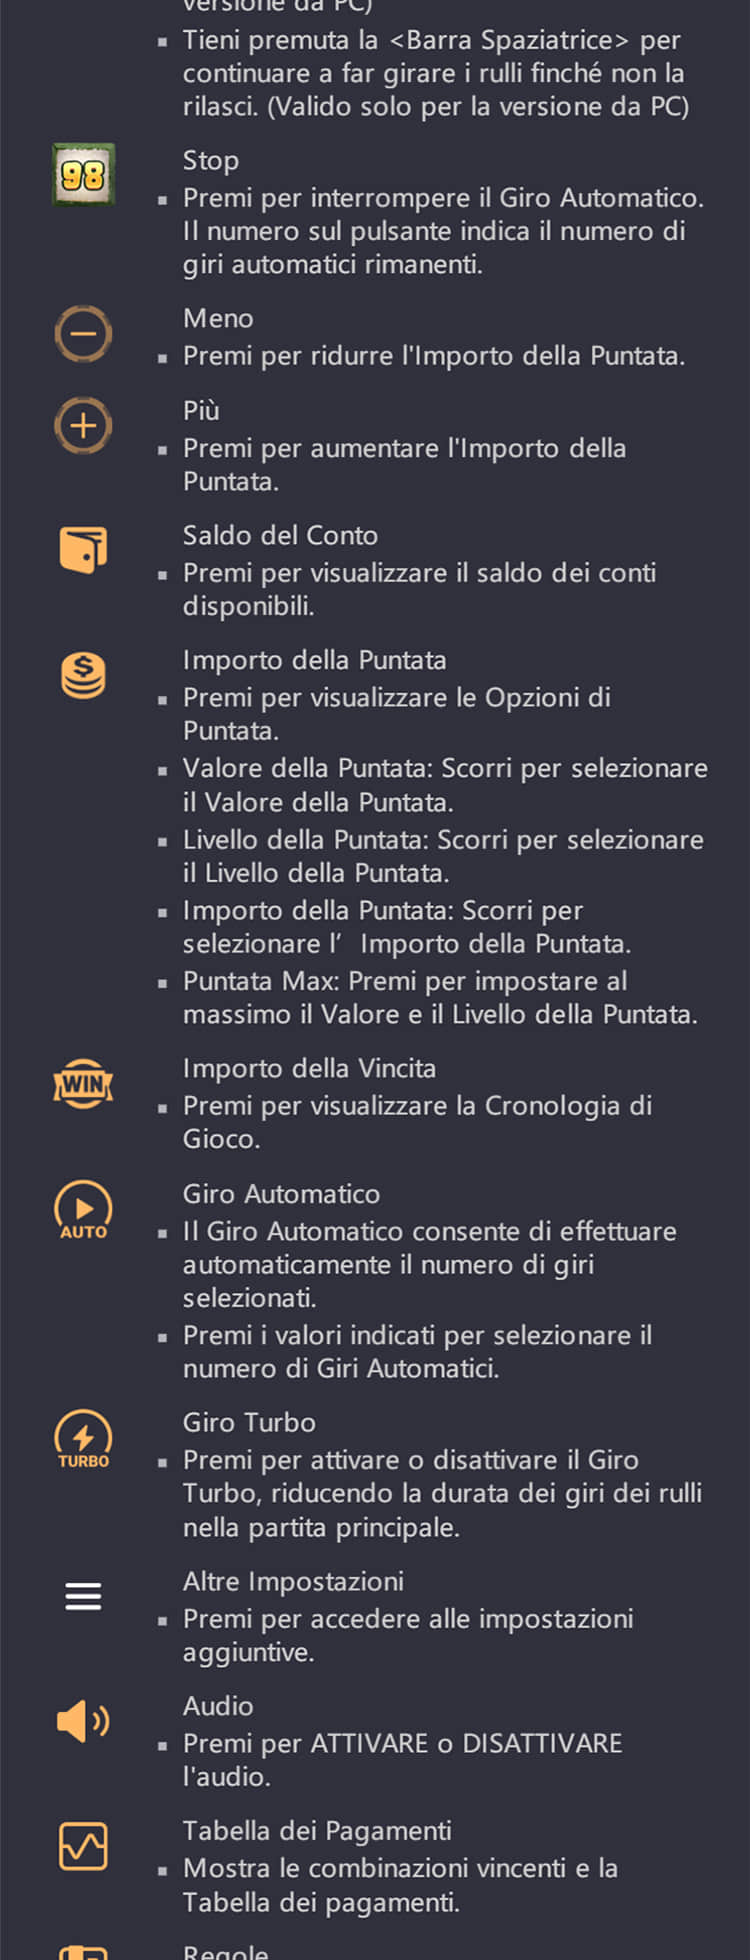 versione da PC)
▪ Tieni premuta la <Barra Spaziatrice> per
continuare a far girare i rulli finché non la
rilasci. (Valido solo per la versione da PC)
98
Stop
▪ Premi per interrompere il Giro Automatico.
Il numero sul pulsante indica il numero di
giri automatici rimanenti.
Meno
▪ Premi per ridurre l'Importo della Puntata.
Più
▪ Premi per aumentare l'Importo della
Puntata.
Saldo del Conto
▪ Premi per visualizzare il saldo dei conti
disponibili.
$
Importo della Puntata
▪ Premi per visualizzare le Opzioni di
Puntata.
▪ Valore della Puntata: Scorri per selezionare
il Valore della Puntata.
▪ Livello della Puntata: Scorri per selezionare
il Livello della Puntata.
▪ Importo della Puntata: Scorri per
selezionare l’ Importo della Puntata.
▪ Puntata Max: Premi per impostare al
massimo il Valore e il Livello della Puntata.
WIN
Importo della Vincita
▪ Premi per visualizzare la Cronologia di
Gioco.
AUTO
Giro Automatico
▪ Il Giro Automatico consente di effettuare
automaticamente il numero di giri
selezionati.
▪ Premi i valori indicati per selezionare il
numero di Giri Automatici.
TURBO
Giro Turbo
▪ Premi per attivare o disattivare il Giro
Turbo, riducendo la durata dei giri dei rulli
nella partita principale.
Altre Impostazioni
▪ Premi per accedere alle impostazioni
aggiuntive.
Audio
▪ Premi per ATTIVARE o DISATTIVARE
l'audio.
Tabella dei Pagamenti
▪ Mostra le combinazioni vincenti e la
Tabella dei pagamenti.
Regole